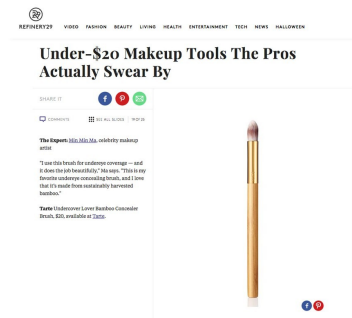 REFINERY29
VIDEO FASHION BEAUTY LIVING HEALTH ENTERTAINMENT TECH NEWS HALLOWEEN
Under-$20 Makeup Tools The Pros
Actually Swear By
SHARE IT
COMMENTS
SEE ALL SLIDES
The Expert: Min Min Ma, celebrity makeup
artist
"I use this brush for undereye coverage — and
it does the job beautifully," Ma says. "This is my
favorite undereye concealing brush, and I love
that it's made from sustainably harvested
bamboo."
Tarte Undercover Lover Bamboo Concealer
Brush, $20, available at Tarte.